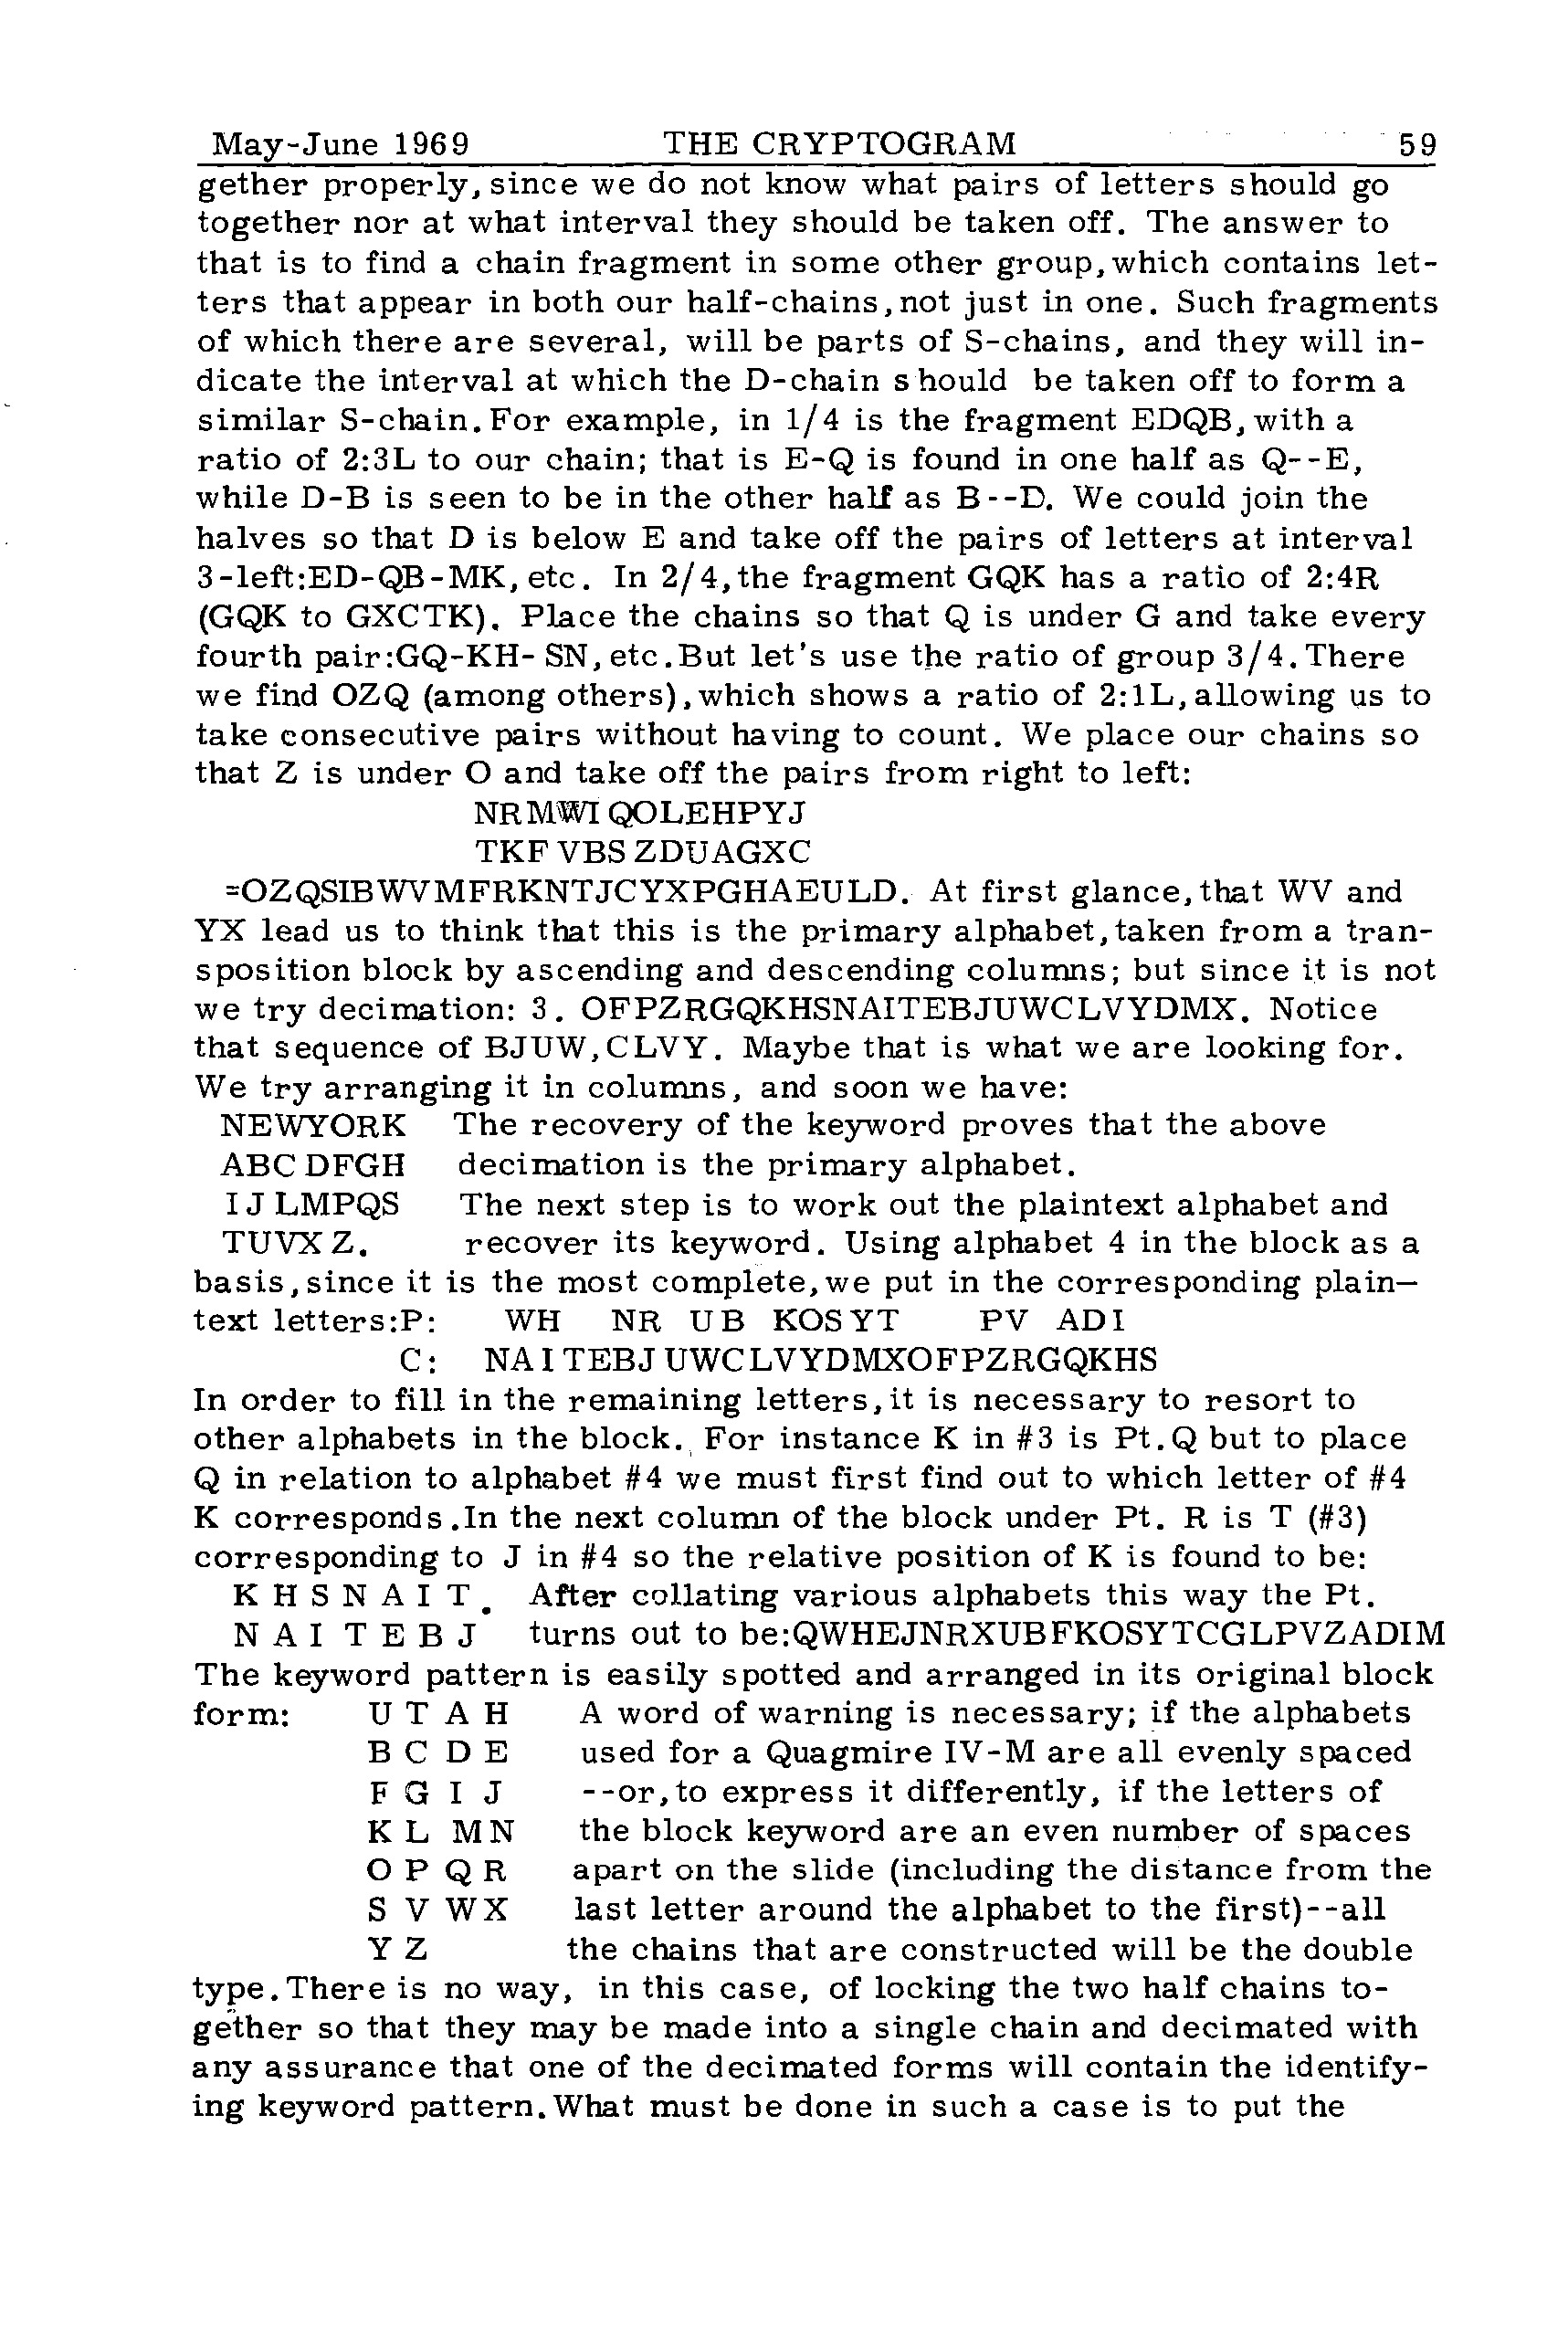 May-June 1969 THE CRYPTOGRAM 59
gether properly, since we do not know what pairs of letters should go
together nor at what interval they should be taken off. The answer to
that is to find a chain fragment in some other group,which contains let-
ters that appear in both our half-chains,not just in one. Such fragments
of which there are several, will be parts of S-chains, and they will in-
dicate the interval at which the D-chain should be taken off to form a
similar S-chain.For example, in 1/4 is the fragment EDQB,with a
ratio of 2:3L to our chain; that is E-Q is found in one half as Q--E,
while D-B is seen to be in the other half as B--D. We could join the
halves so that D is below E and take off the pairs of letters at interval
3-left:ED-QB-MK,etc. In 2/4,the fragment GQK has a ratio of 2:4R
(GQK to GXCTK). Place the chains so that Q is under G and take every
fourth pair:GQ-KH- SN,etc.But let's use the ratio of group 3/4.There
we find OZQ (among others),which shows a ratio of 2:1L,allowing us to
take consecutive pairs without having to count. We place our chains so
that Z is under O and take off the pairs from right to left:
NRMWI QOLEHPYJ
TKF VBS ZDUAGXC
=OZQSIBWVMFRKNTJCYXPGHAEULD. At first glance,that WV and
YX lead us to think that this is the primary alphabet,taken from a tran-
sposition block by ascending and descending columns; but since it is not
we try decimation: 3. OFPZRGQKHSNAITEBJUWCLVYDMX. Notice
that sequence of BJUW,CLVY. Maybe that is what we are looking for.
We try arranging it in columns, and soon we have:
NEWYORK The recovery of the keyword proves that the above
ABC DFGH decimation is the primary alphabet.
I J LMPQS The next step is to work out the plaintext alphabet and
TUVX Z. recover its keyword. Using alphabet 4 in the block as a
basis,since it is the most complete,we put in the corresponding plain-
text letters:P: WH NR U B KOSYT PV ADI
C: NAITEBJUWCLVYDMXOFPZRGQKHS
In order to fill in the remaining letters,it is necessary to resort to
other alphabets in the block. For instance K in #3 is Pt.Q but to place
Q in relation to alphabet #4 we must first find out to which letter of #4
K corresponds.In the next column of the block under Pt. R is T (#3)
corresponding to J in #4 so the relative position of K is found to be:
K H S N A I T. After collating various alphabets this way the Pt.
N A I T E B J turns out to be:QWHEJNRXUBFKOSYTCGLPVZADIM
The keyword pattern is easily spotted and arranged in its original block
form: U T A H A word of warning is necessary; if the alphabets
B C D E used for a Quagmire IV-M are all evenly spaced
F G I J --or,to express it differently, if the letters of
K L M N the block keyword are an even number of spaces
O P Q R apart on the slide (including the distance from the
S V W X last letter around the alphabet to the first)--all
Y Z the chains that are constructed will be the double
type.There is no way, in this case, of locking the two half chains to-
gether so that they may be made into a single chain and decimated with
any assurance that one of the decimated forms will contain the identify-
ing keyword pattern.What must be done in such a case is to put the